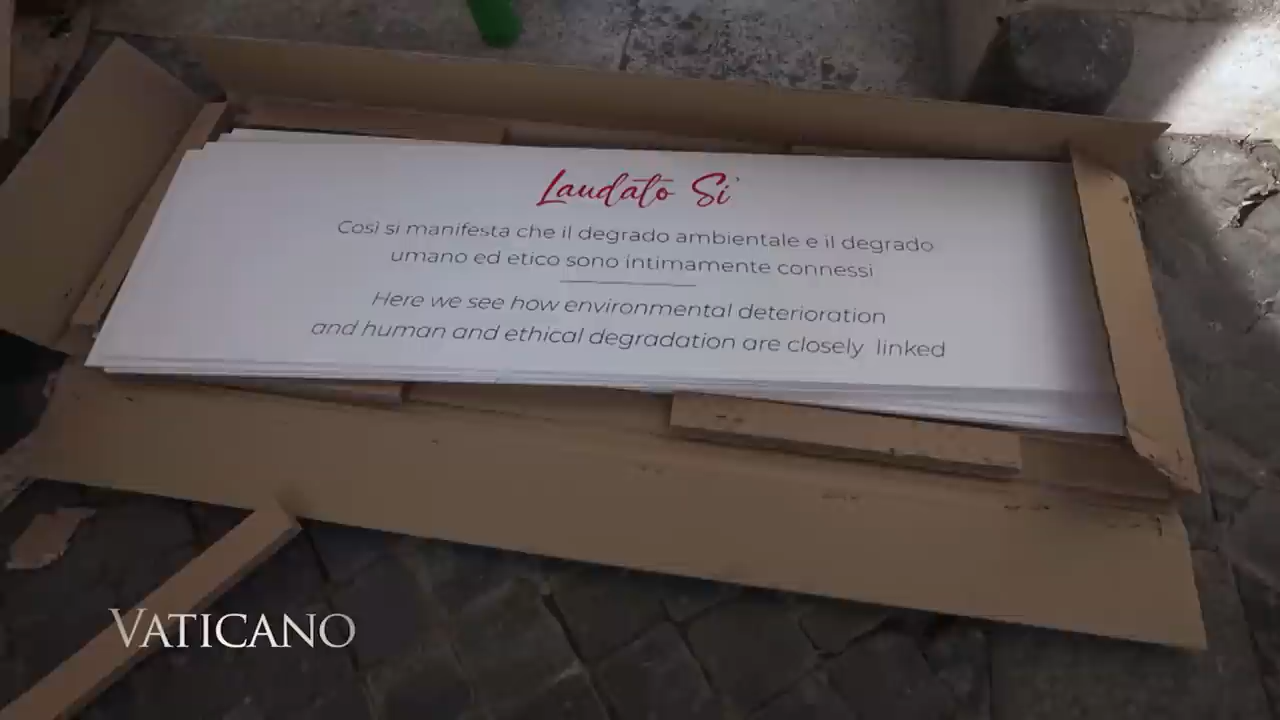 Laudato Si'
Così si manifesta che il degrado ambientale e il degrado
umano ed etico sono intimamente connessi
Here we see how environmental deterioration
and human and ethical degradation are closely linked
VATICANO